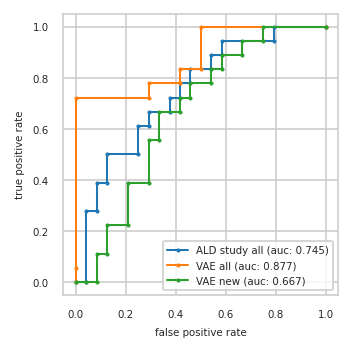 1.0
0.8
0.6
0.4
0.2
0.0
true positive rate
ALD study all (auc: 0.745)
VAE all (auc: 0.877)
VAE new (auc: 0.667)
0.0 0.2 0.4 0.6 0.8 1.0
false positive rate